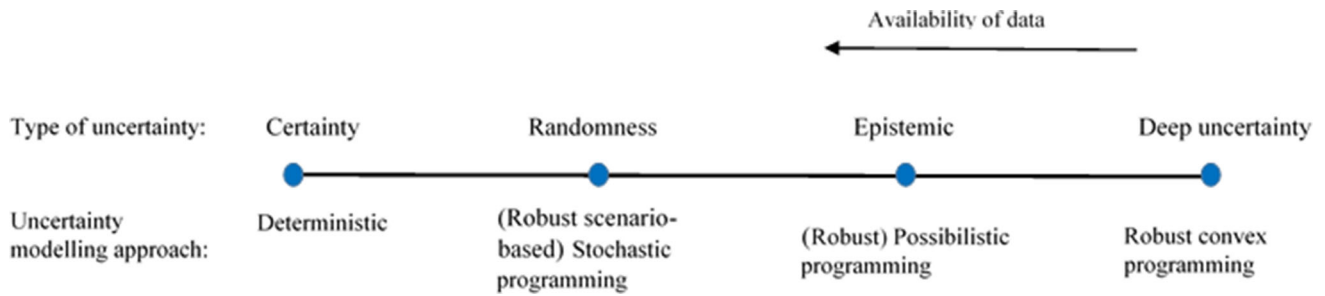 Availability of data
Type of uncertainty: Certainty Randomness Epistemic Deep uncertainty
Uncertainty
modelling approach:
Deterministic
(Robust scenario-
based) Stochastic
programming
(Robust) Possibilistic
programming
Robust convex
programming